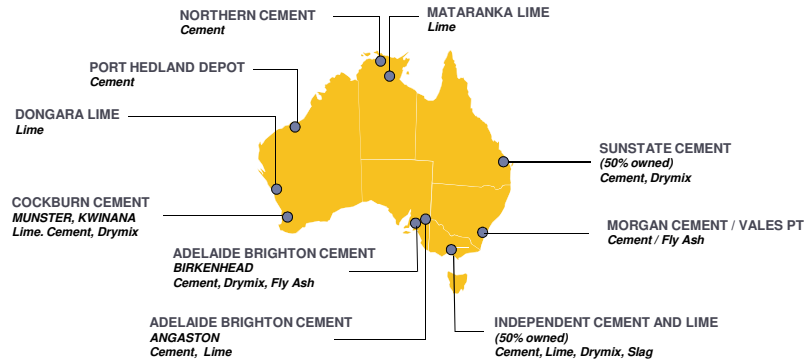 NORTHERN CEMENT
Cement
MATARANKA LIME
Lime
PORT HEDLAND DEPOT
Cement
DONGARA LIME
Lime
SUNSTATE CEMENT
(50% owned)
Cement, Drymix
COCKBURN CEMENT
MUNSTER, KWINANA
Lime. Cement, Drymix
MORGAN CEMENT / VALES PT
Cement / Fly Ash
ADELAIDE BRIGHTON CEMENT
BIRKENHEAD
Cement, Drymix, Fly Ash
ADELAIDE BRIGHTON CEMENT
ANGASTON
Cement, Lime
INDEPENDENT CEMENT AND LIME
(50% owned)
Cement, Lime, Drymix, Slag